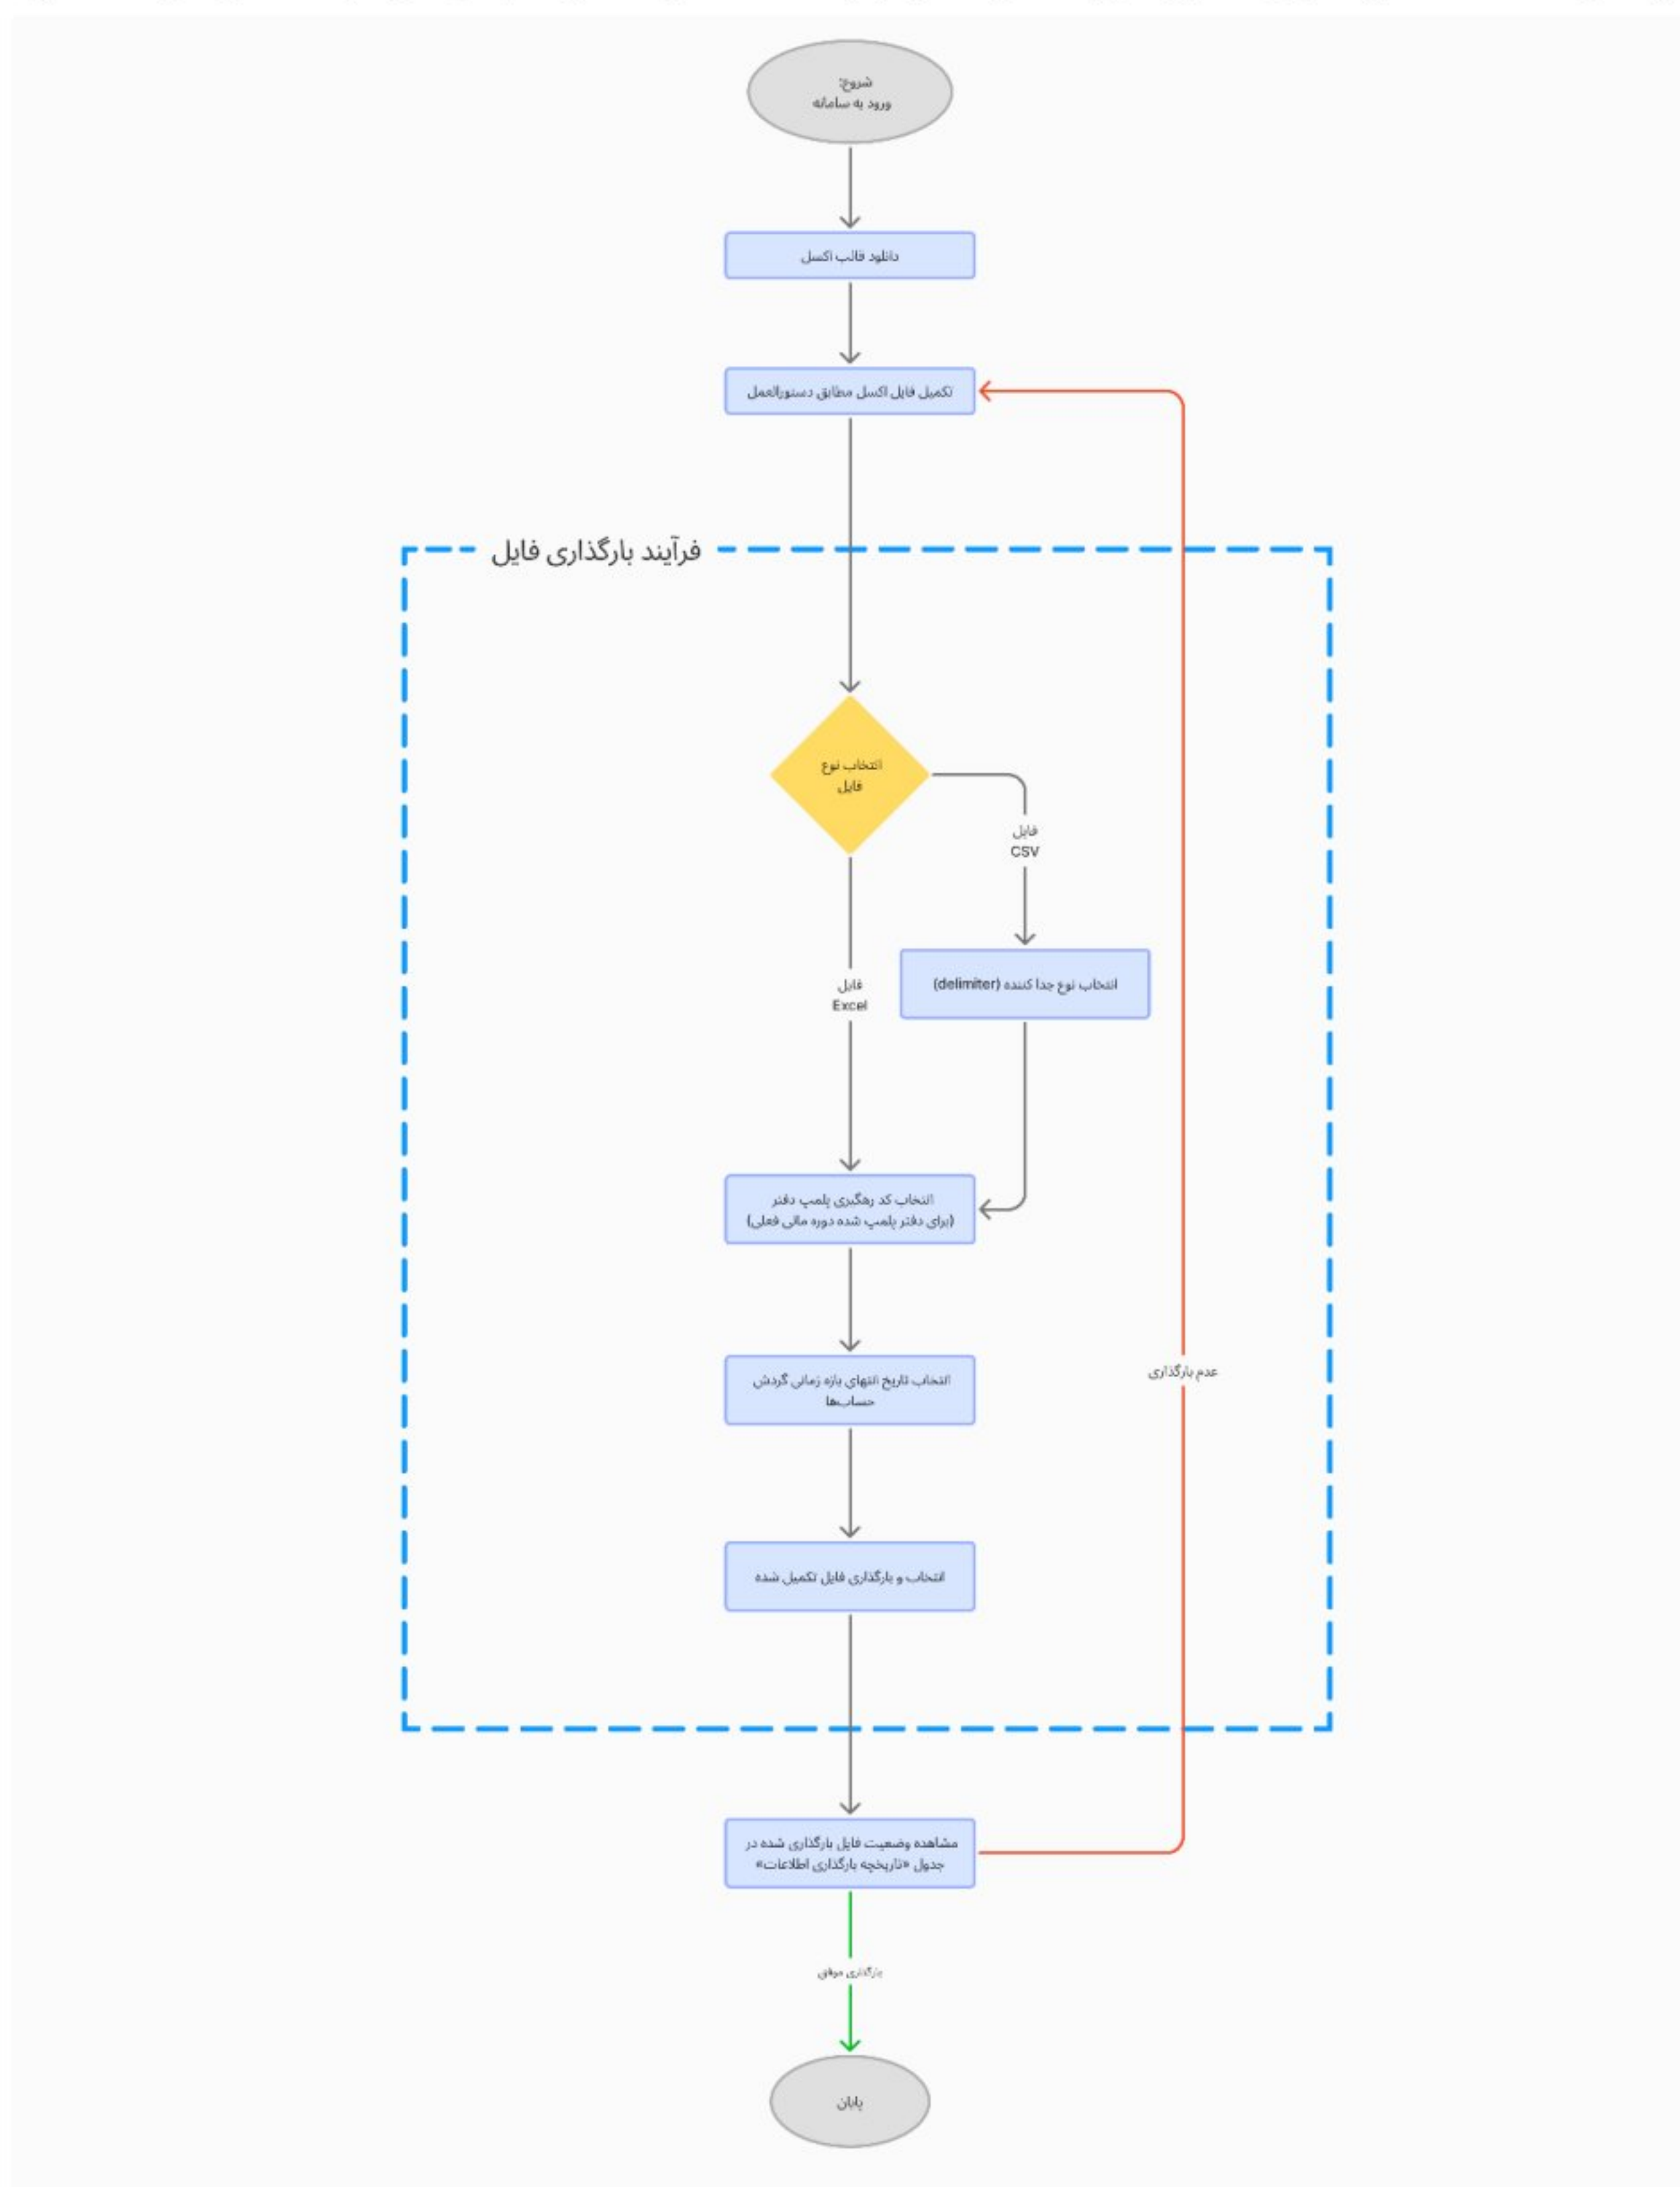 شروع:
ورود به سامانه
دانلود قالب اکسل
تکمیل فایل اکسل مطابق دستورالعمل
فرآیند بارگذاری فایل
انتخاب نوع
فایل
فایل
CSV
انتخاب نوع جدا کننده (delimiter)
فایل
Excel
انتخاب کد رهگیری پلمپ دفتر
(برای دفتر پلمپ شده دوره مالی فعلی)
انتخاب تاریخ انتهای بازه زمانی گردش
حساب‌ها
عدم بارگذاری
انتخاب و بارگذاری فایل تکمیل شده
مشاهده وضعیت فایل بارگذاری شده در
جدول «تاریخچه بارگذاری اطلاعات»
بارگذاری موفق
پایان